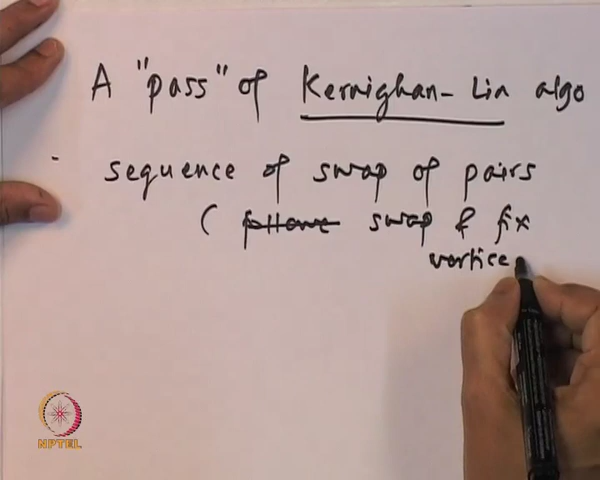 A "pass" of Kernighan-Lin algo
- sequence of swap of pairs
( swap & fix
vertice
NPTEL